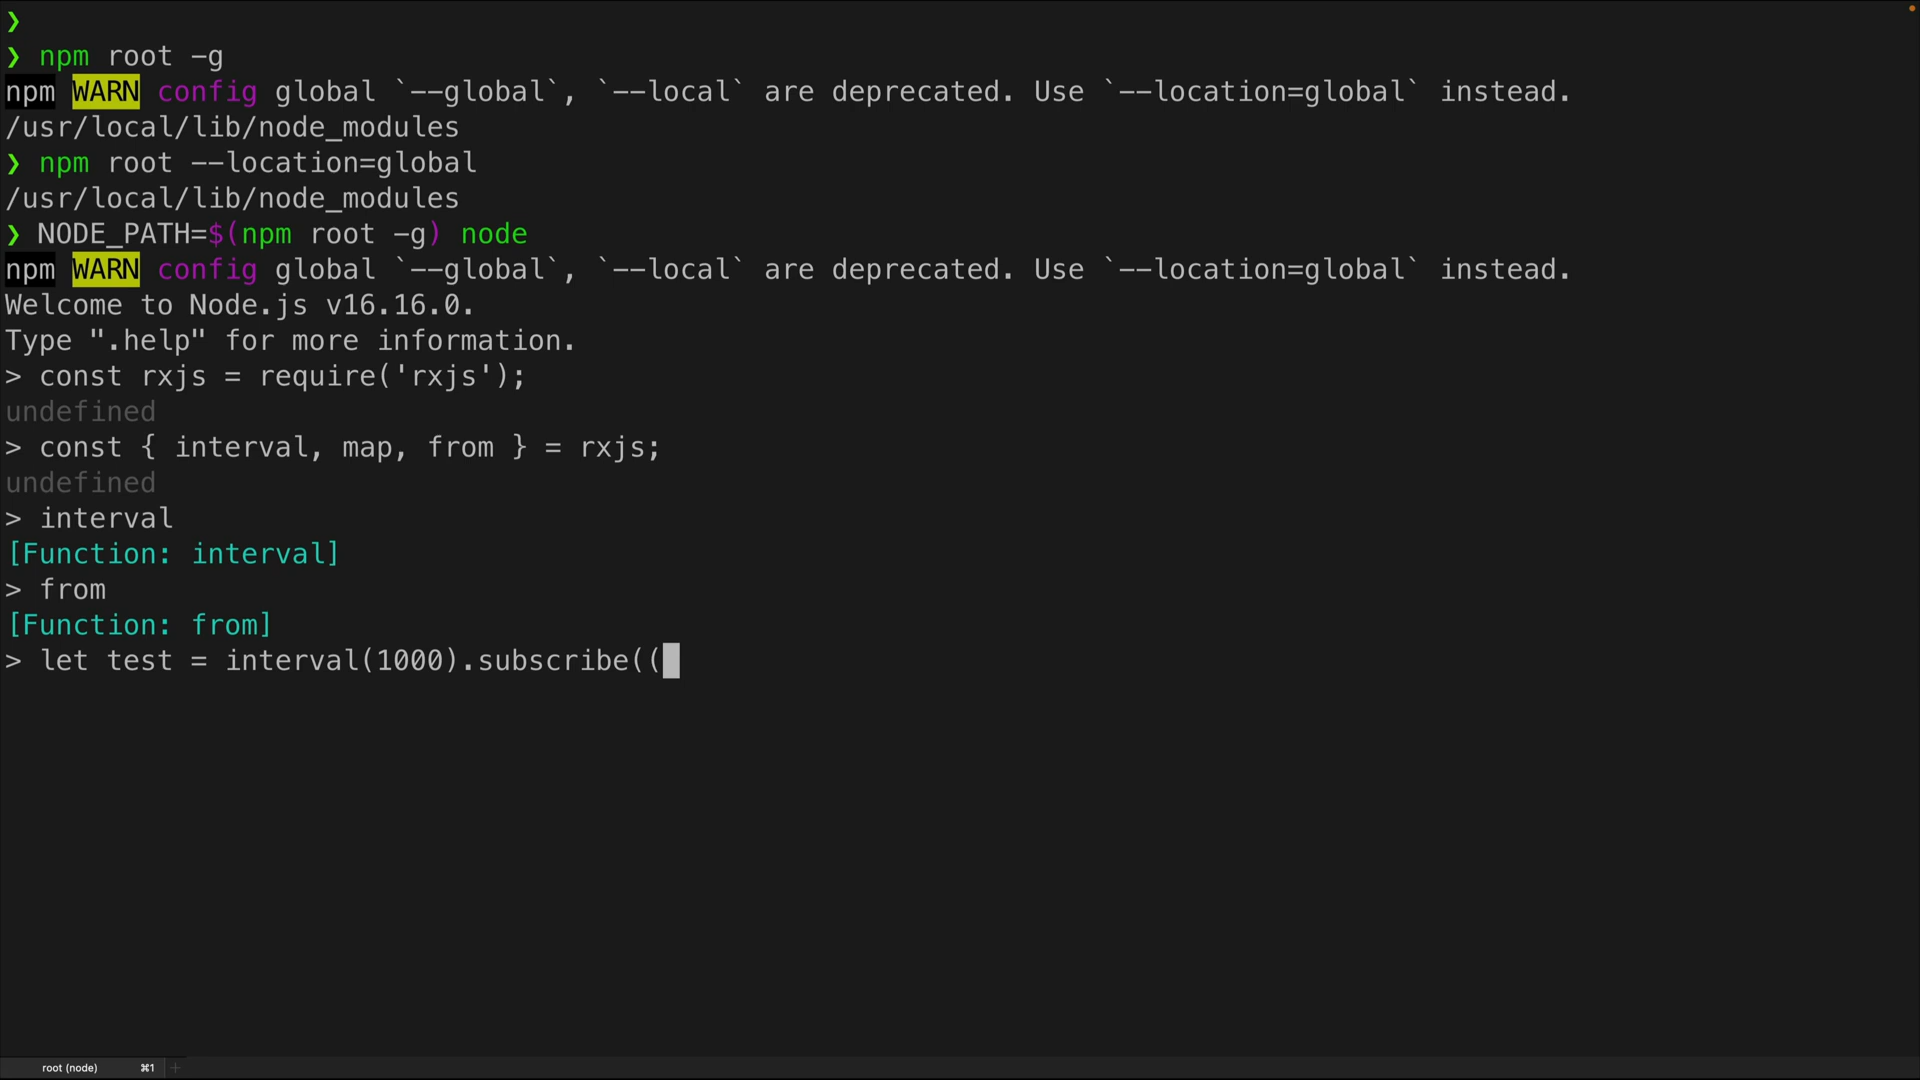 ❯
❯ npm root -g
npm WARN config global `--global`, `--local` are deprecated. Use `--location=global` instead.
/usr/local/lib/node_modules
❯ npm root --location=global
/usr/local/lib/node_modules
❯ NODE_PATH=$(npm root -g) node
npm WARN config global `--global`, `--local` are deprecated. Use `--location=global` instead.
Welcome to Node.js v16.16.0.
Type ".help" for more information.
> const rxjs = require('rxjs');
undefined
> const { interval, map, from } = rxjs;
undefined
> interval
[Function: interval]
> from
[Function: from]
> let test = interval(1000).subscribe((
root (node) ⌘1 +